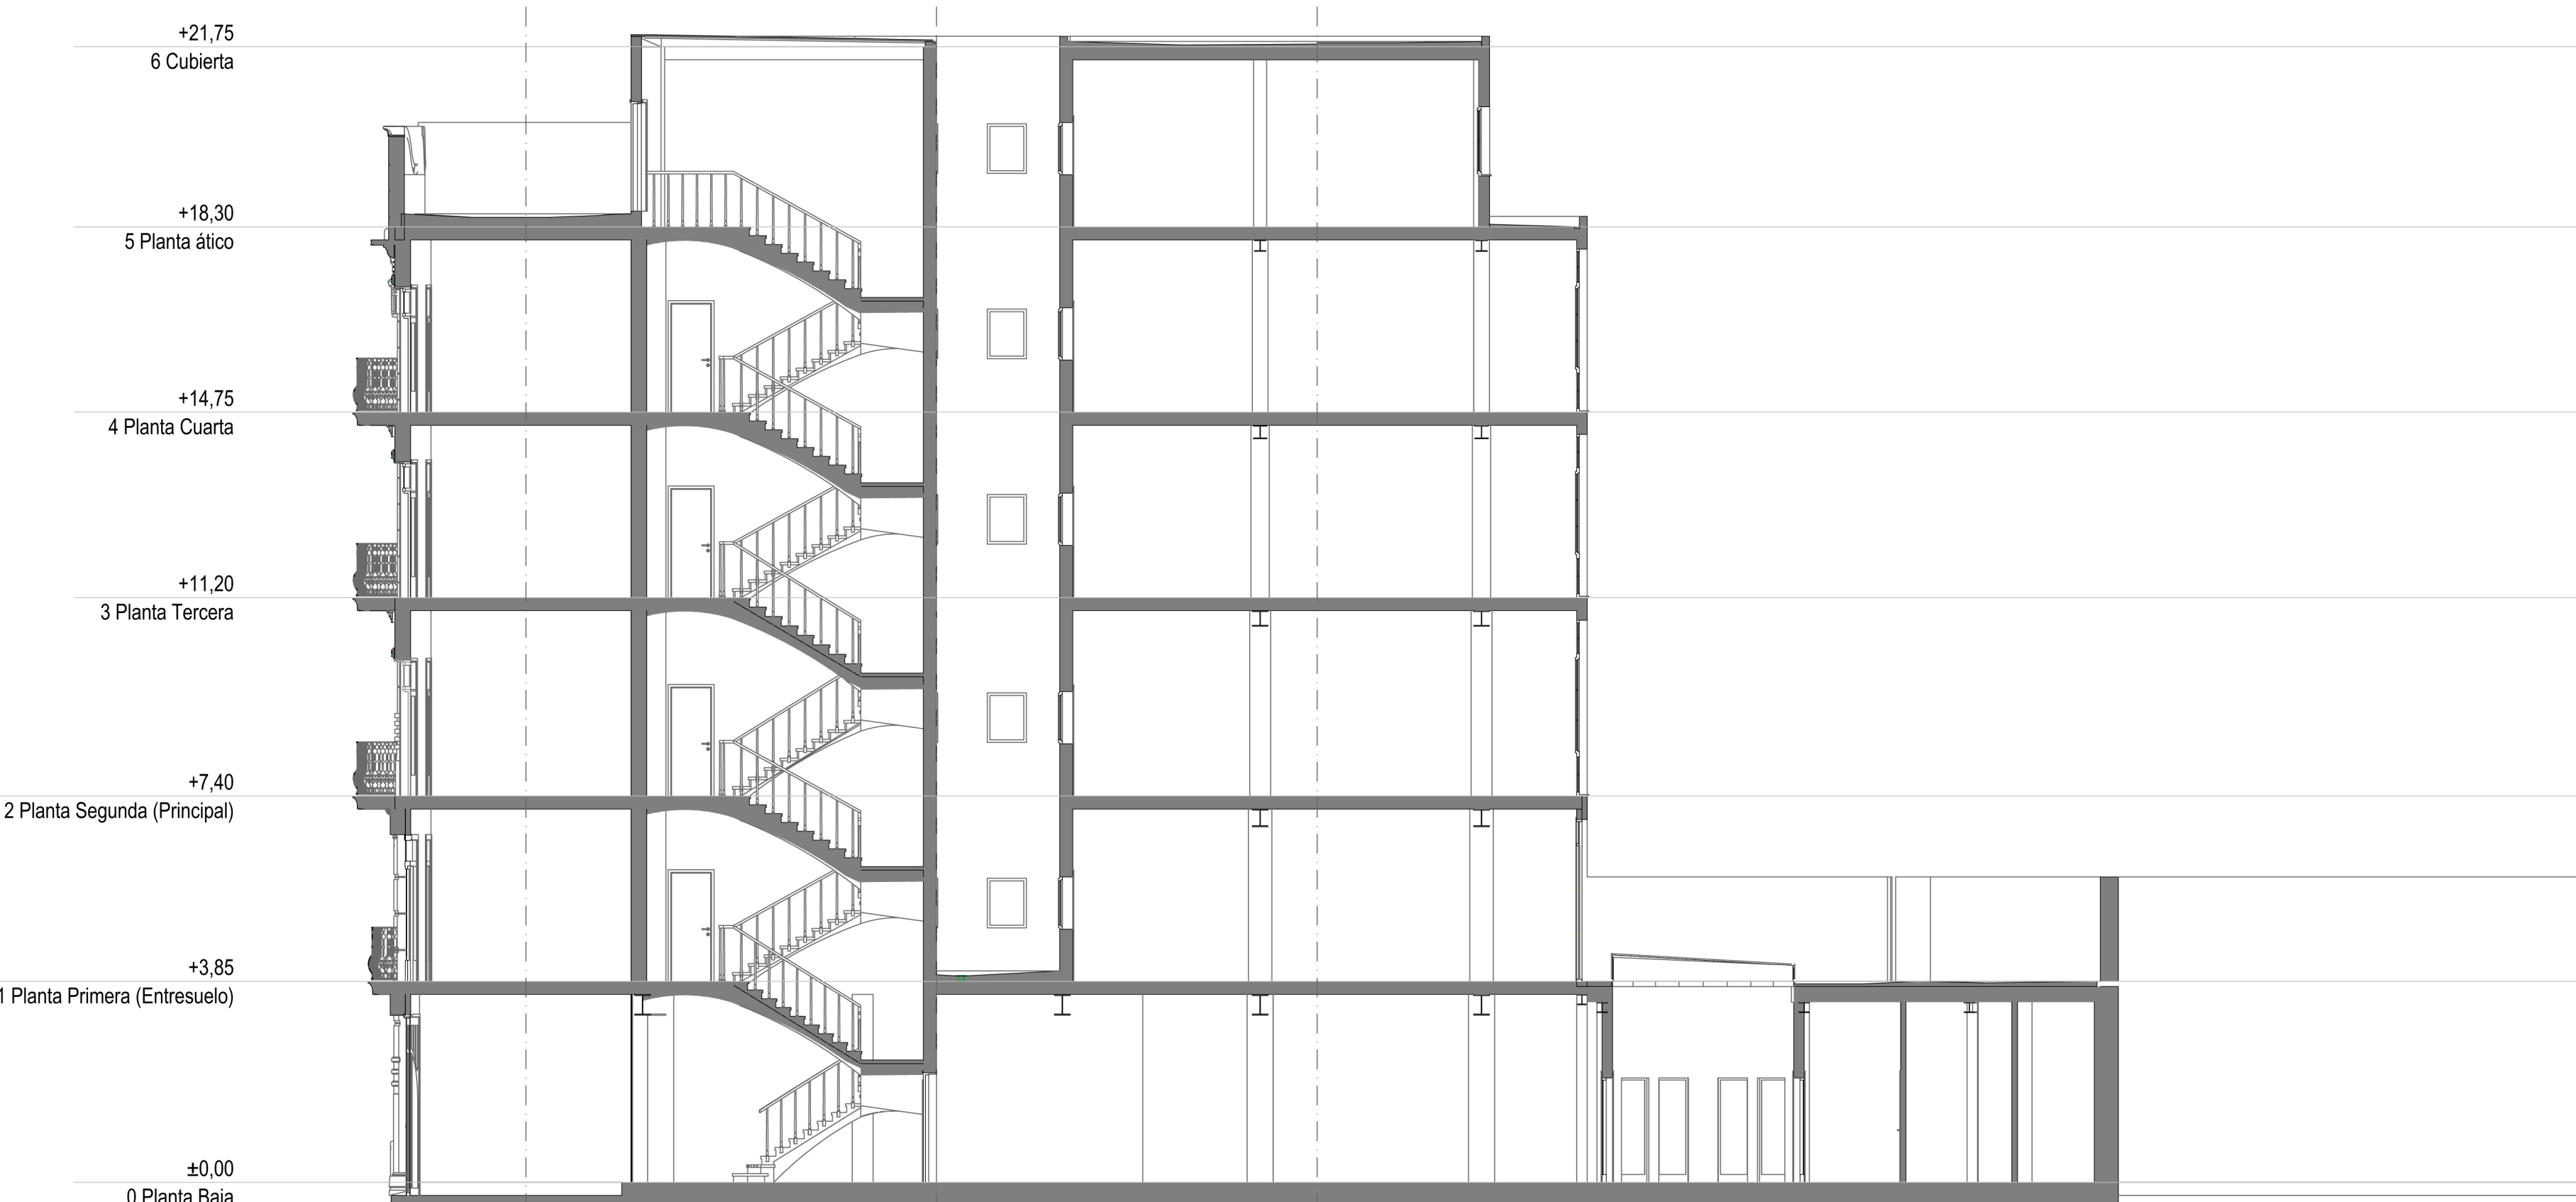 +21,75
6 Cubierta
+18,30
5 Planta ático
+14,75
4 Planta Cuarta
+11,20
3 Planta Tercera
+7,40
2 Planta Segunda (Principal)
+3,85
1 Planta Primera (Entresuelo)
±0,00
0 Planta Baja